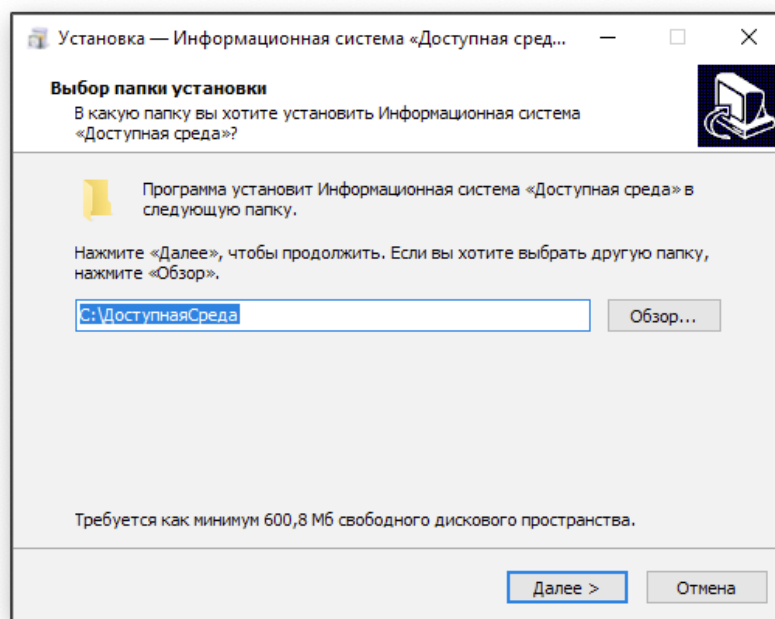 Установка — Информационная система «Доступная сред...
Выбор папки установки
В какую папку вы хотите установить Информационная система
«Доступная среда»?
Программа установит Информационная система «Доступная среда» в
следующую папку.
Нажмите «Далее», чтобы продолжить. Если вы хотите выбрать другую папку,
нажмите «Обзор».
C:\ДоступнаяСреда
Обзор...
Требуется как минимум 600,8 Мб свободного дискового пространства.
Далее >
Отмена